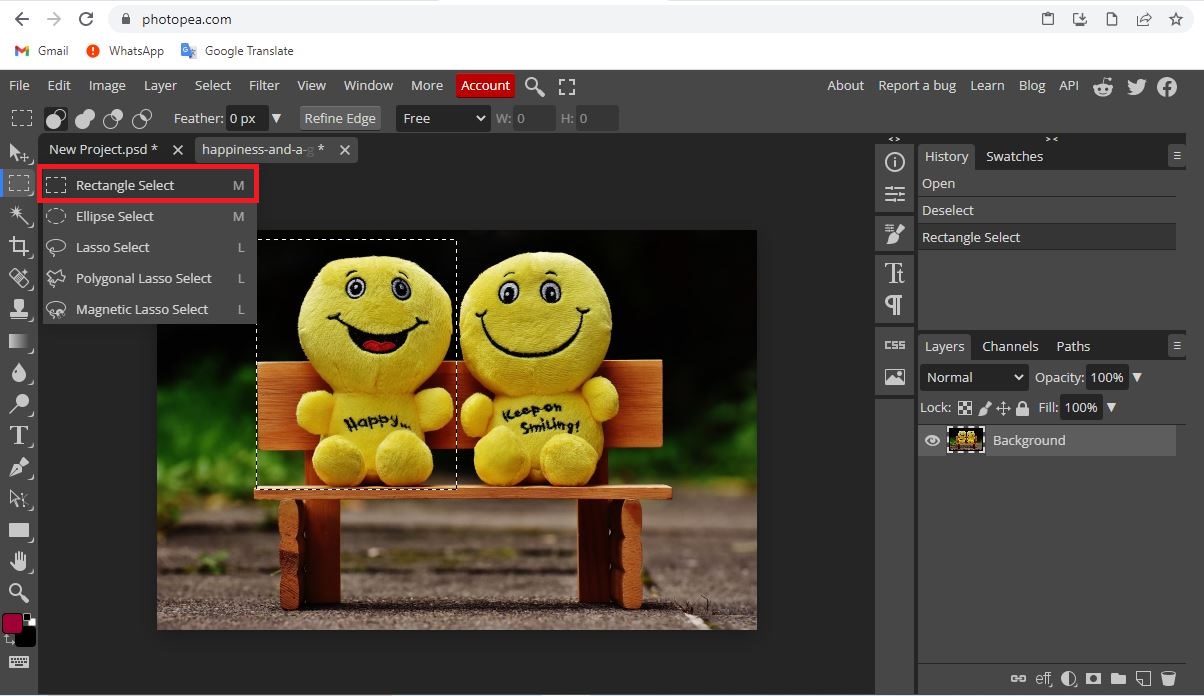 photopea.com
Gmail WhatsApp Google Translate
File Edit Image Layer Select Filter View Window More Account About Report a bug Learn Blog API
Feather: 0 px Refine Edge Free W: 0 H: 0
New Project.psd * happiness-and-a-g *
Rectangle Select M
Ellipse Select M
Lasso Select L
Polygonal Lasso Select L
Magnetic Lasso Select L
Happy...
Keep on
Smiling!
< >
CSS
> <
History Swatches
Open
Deselect
Rectangle Select
Layers Channels Paths
Normal Opacity: 100%
Lock: Fill: 100%
Background
eff